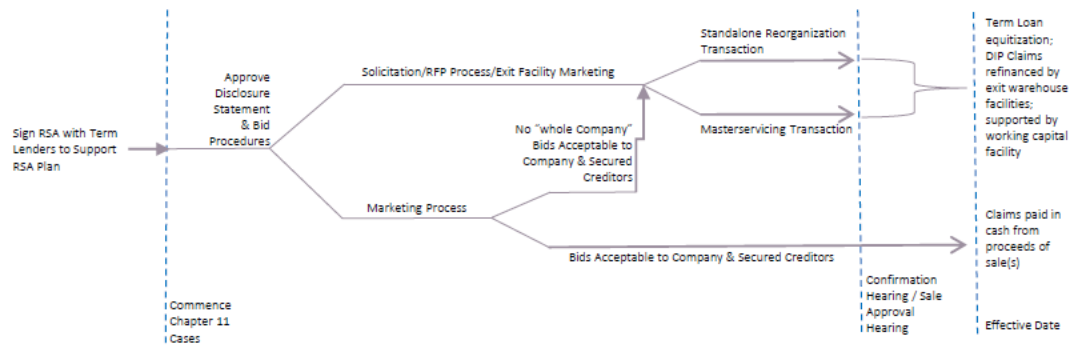 Sign RSA with Term
Lenders to Support
RSA Plan
Approve
Disclosure
Statement
& Bid
Procedures
Commence
Chapter 11
Cases
Solicitation/RFP Process/Exit Facility Marketing
Marketing Process
No “whole Company”
Bids Acceptable to
Company & Secured
Creditors
Standalone Reorganization
Transaction
Masterservicing Transaction
Bids Acceptable to Company & Secured Creditors
Confirmation
Hearing / Sale
Approval
Hearing
Term Loan
equitization;
DIP Claims
refinanced by
exit warehouse
facilities;
supported by
working capital
facility
Claims paid in
cash from
proceeds of
sale(s)
Effective Date